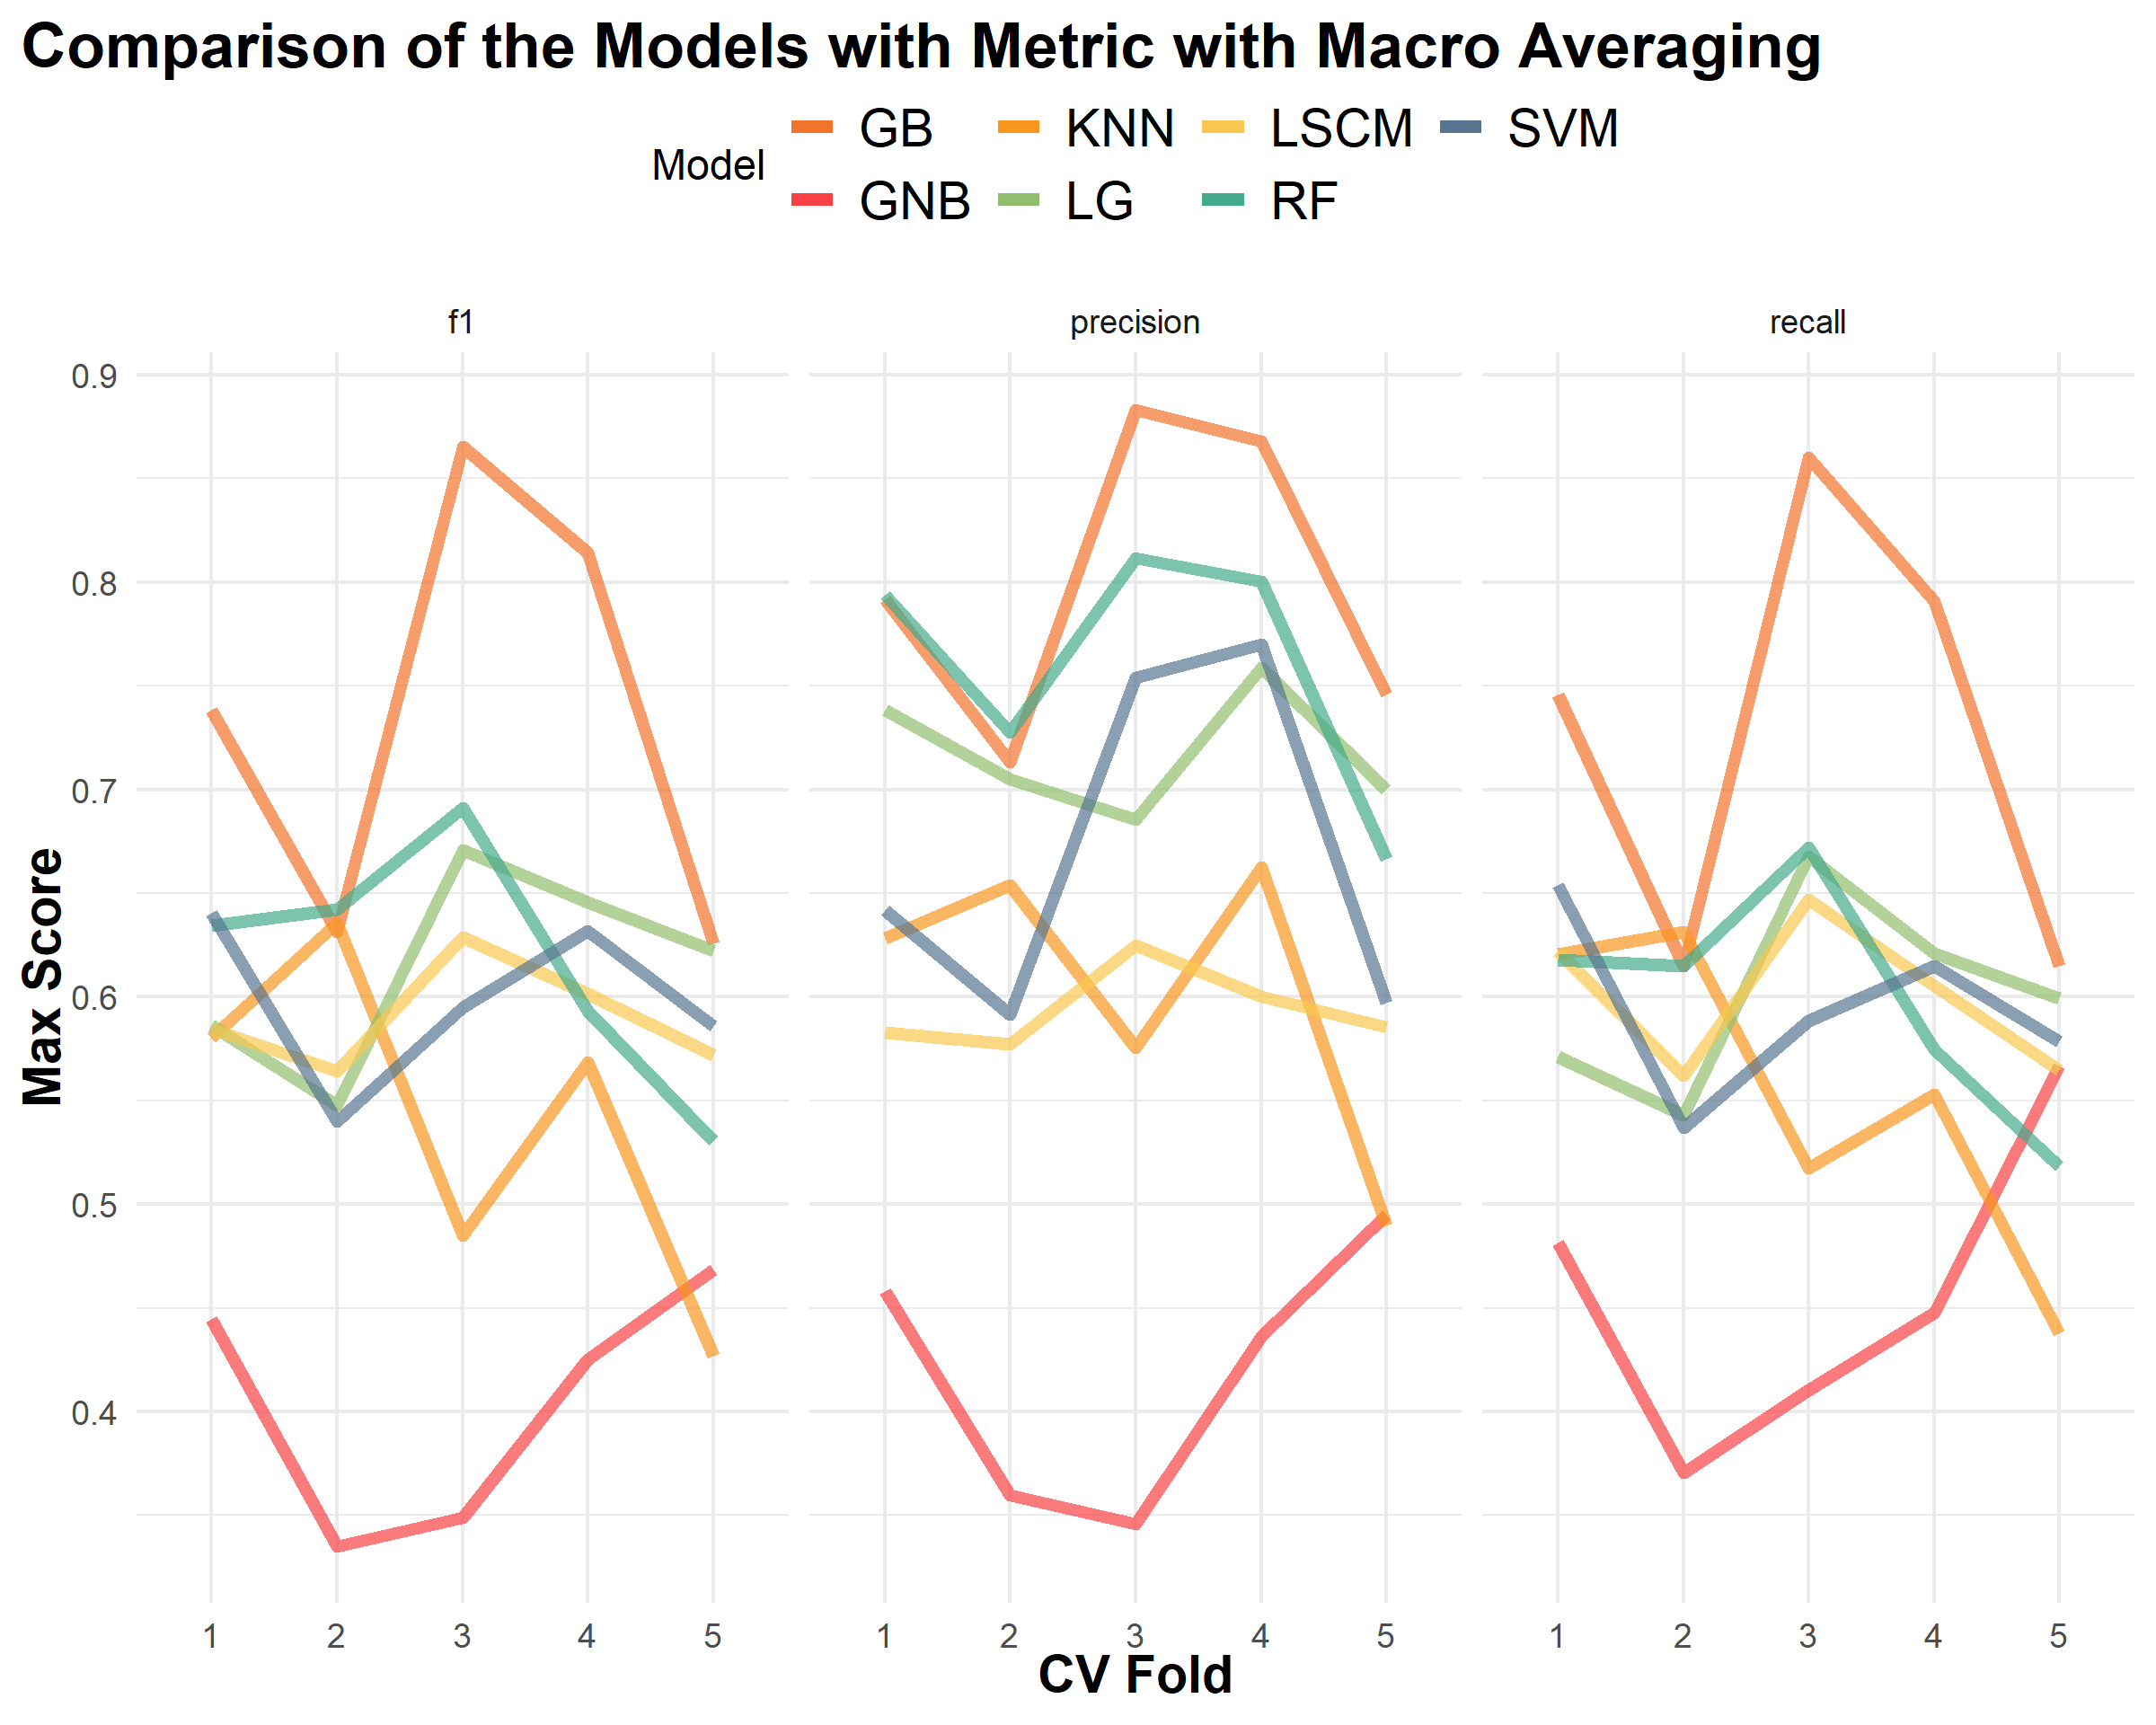 Comparison of the Models with Metric with Macro Averaging
Model
GB KNN LSCM SVM
GNB LG RF
f1 precision recall
0.9
0.8
0.7
0.6
0.5
0.4
Max Score
1 2 3 4 5 1 2 3 4 5 1 2 3 4 5
CV Fold